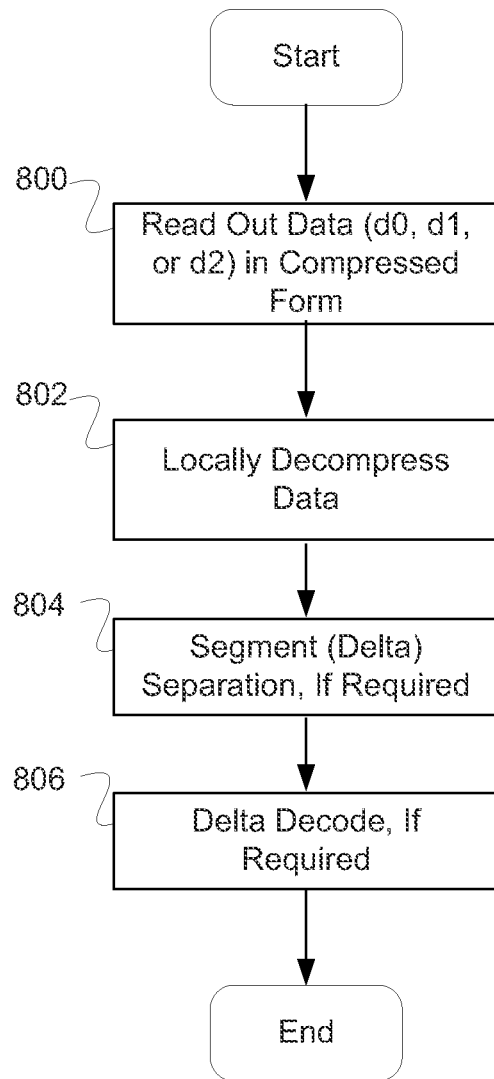 Start
800
Read Out Data (d0, d1,
or d2) in Compressed
Form
802
Locally Decompress
Data
804
Segment (Delta)
Separation, If Required
806
Delta Decode, If
Required
End